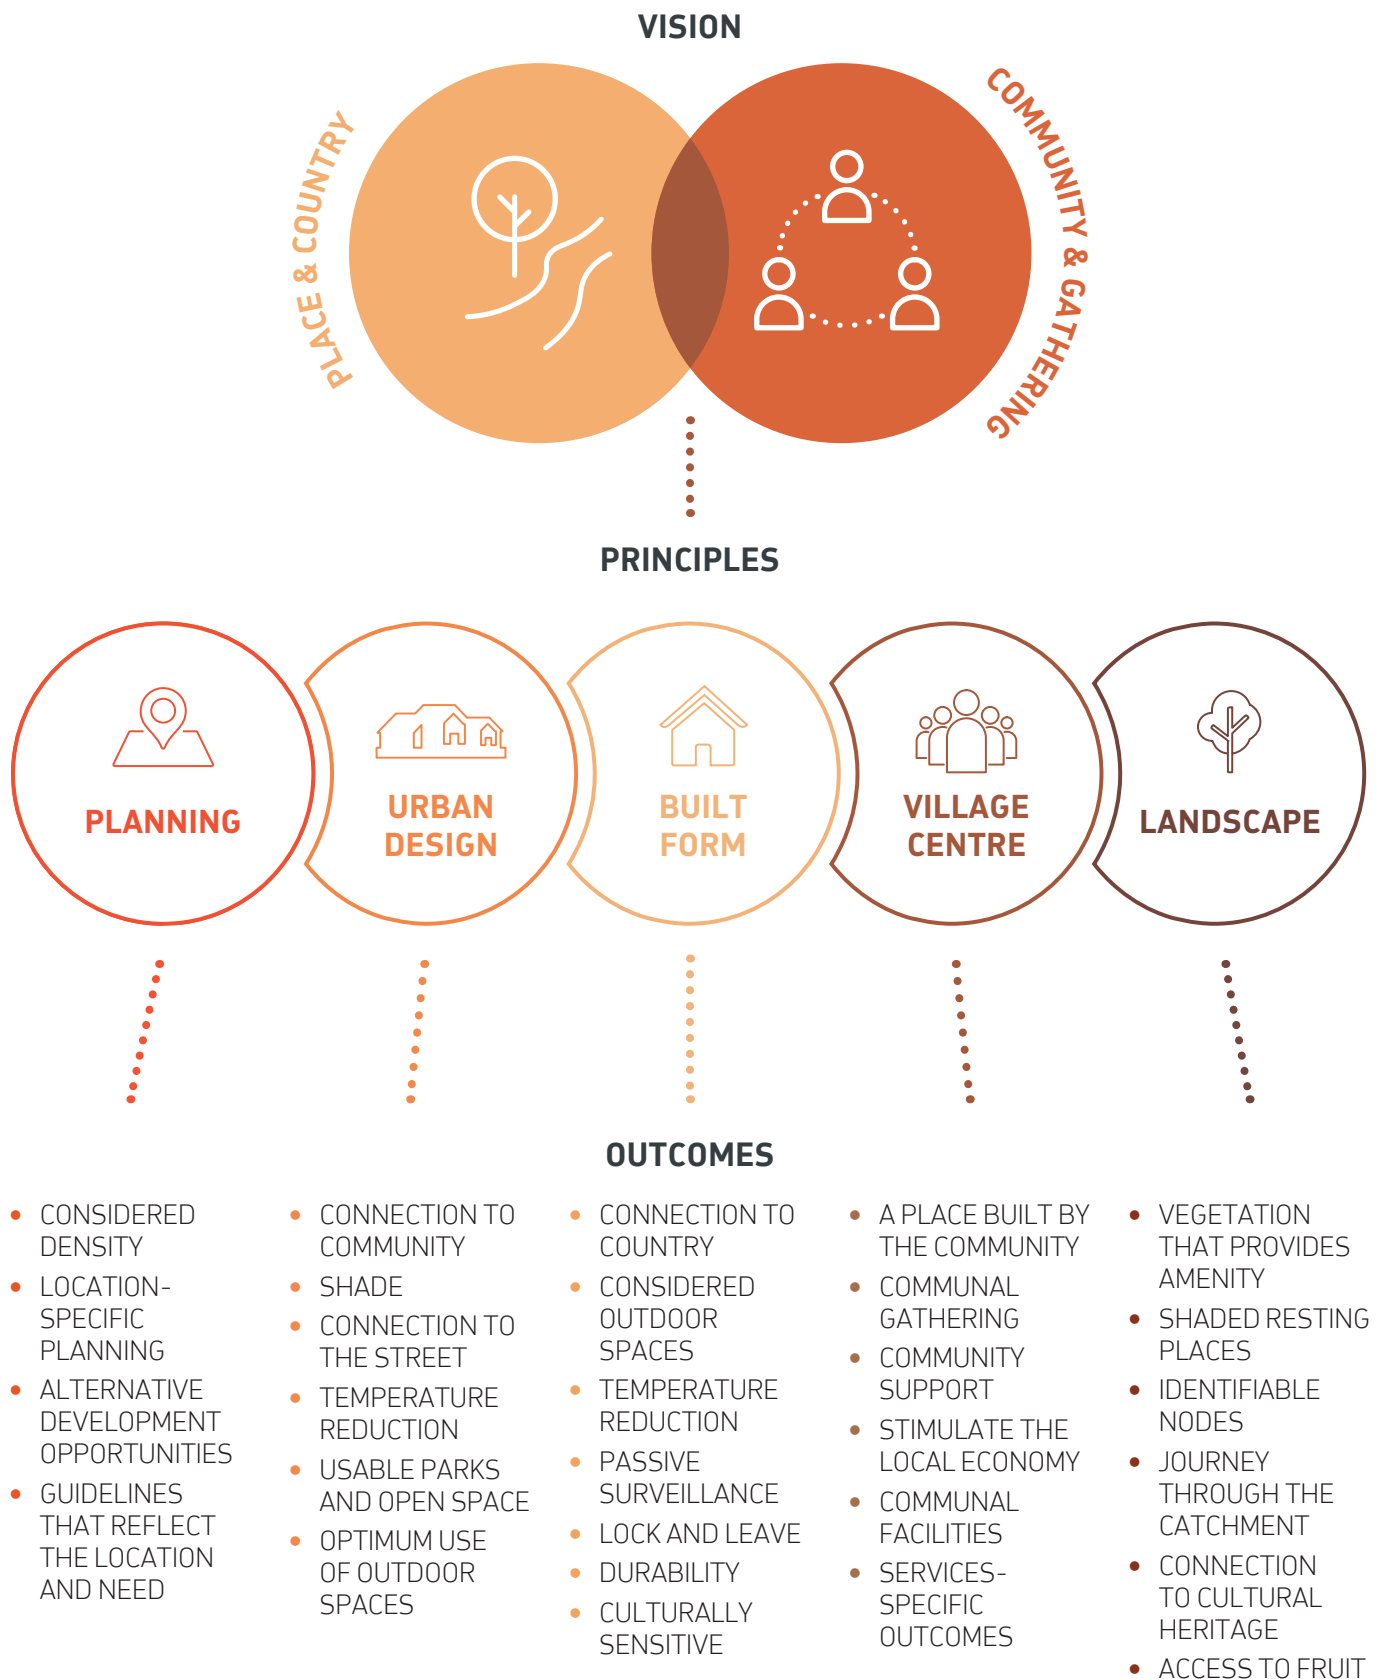 VISION
PLACE & COUNTRY
COMMUNITY & GATHERING
PRINCIPLES
PLANNING
URBAN
DESIGN
BUILT
FORM
VILLAGE
CENTRE
LANDSCAPE
OUTCOMES
• CONSIDERED
DENSITY
• LOCATION-
SPECIFIC
PLANNING
• ALTERNATIVE
DEVELOPMENT
OPPORTUNITIES
• GUIDELINES
THAT REFLECT
THE LOCATION
AND NEED
• CONNECTION TO
COMMUNITY
• SHADE
• CONNECTION TO
THE STREET
• TEMPERATURE
REDUCTION
• USABLE PARKS
AND OPEN SPACE
• OPTIMUM USE
OF OUTDOOR
SPACES
• CONNECTION TO
COUNTRY
• CONSIDERED
OUTDOOR
SPACES
• TEMPERATURE
REDUCTION
• PASSIVE
SURVEILLANCE
• LOCK AND LEAVE
• DURABILITY
• CULTURALLY
SENSITIVE
• A PLACE BUILT BY
THE COMMUNITY
• COMMUNAL
GATHERING
• COMMUNITY
SUPPORT
• STIMULATE THE
LOCAL ECONOMY
• COMMUNAL
FACILITIES
• SERVICES-
SPECIFIC
OUTCOMES
• VEGETATION
THAT PROVIDES
AMENITY
• SHADED RESTING
PLACES
• IDENTIFIABLE
NODES
• JOURNEY
THROUGH THE
CATCHMENT
• CONNECTION
TO CULTURAL
HERITAGE
• ACCESS TO FRUIT